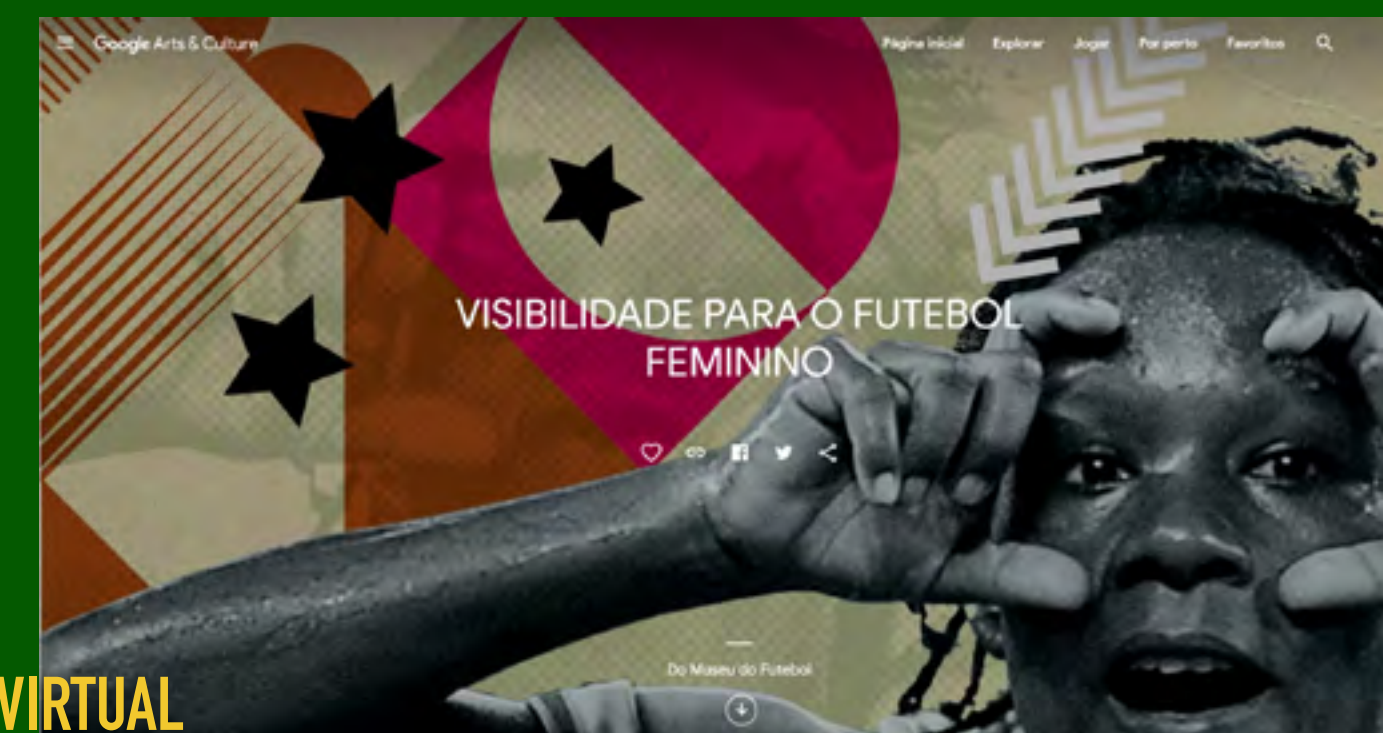 Google Arts & Culture
Página inicial Explorar Jogar Por perto Favoritos
VISIBILIDADE PARA O FUTEBOL
FEMININO
Do Museu do Futebol
VIRTUAL